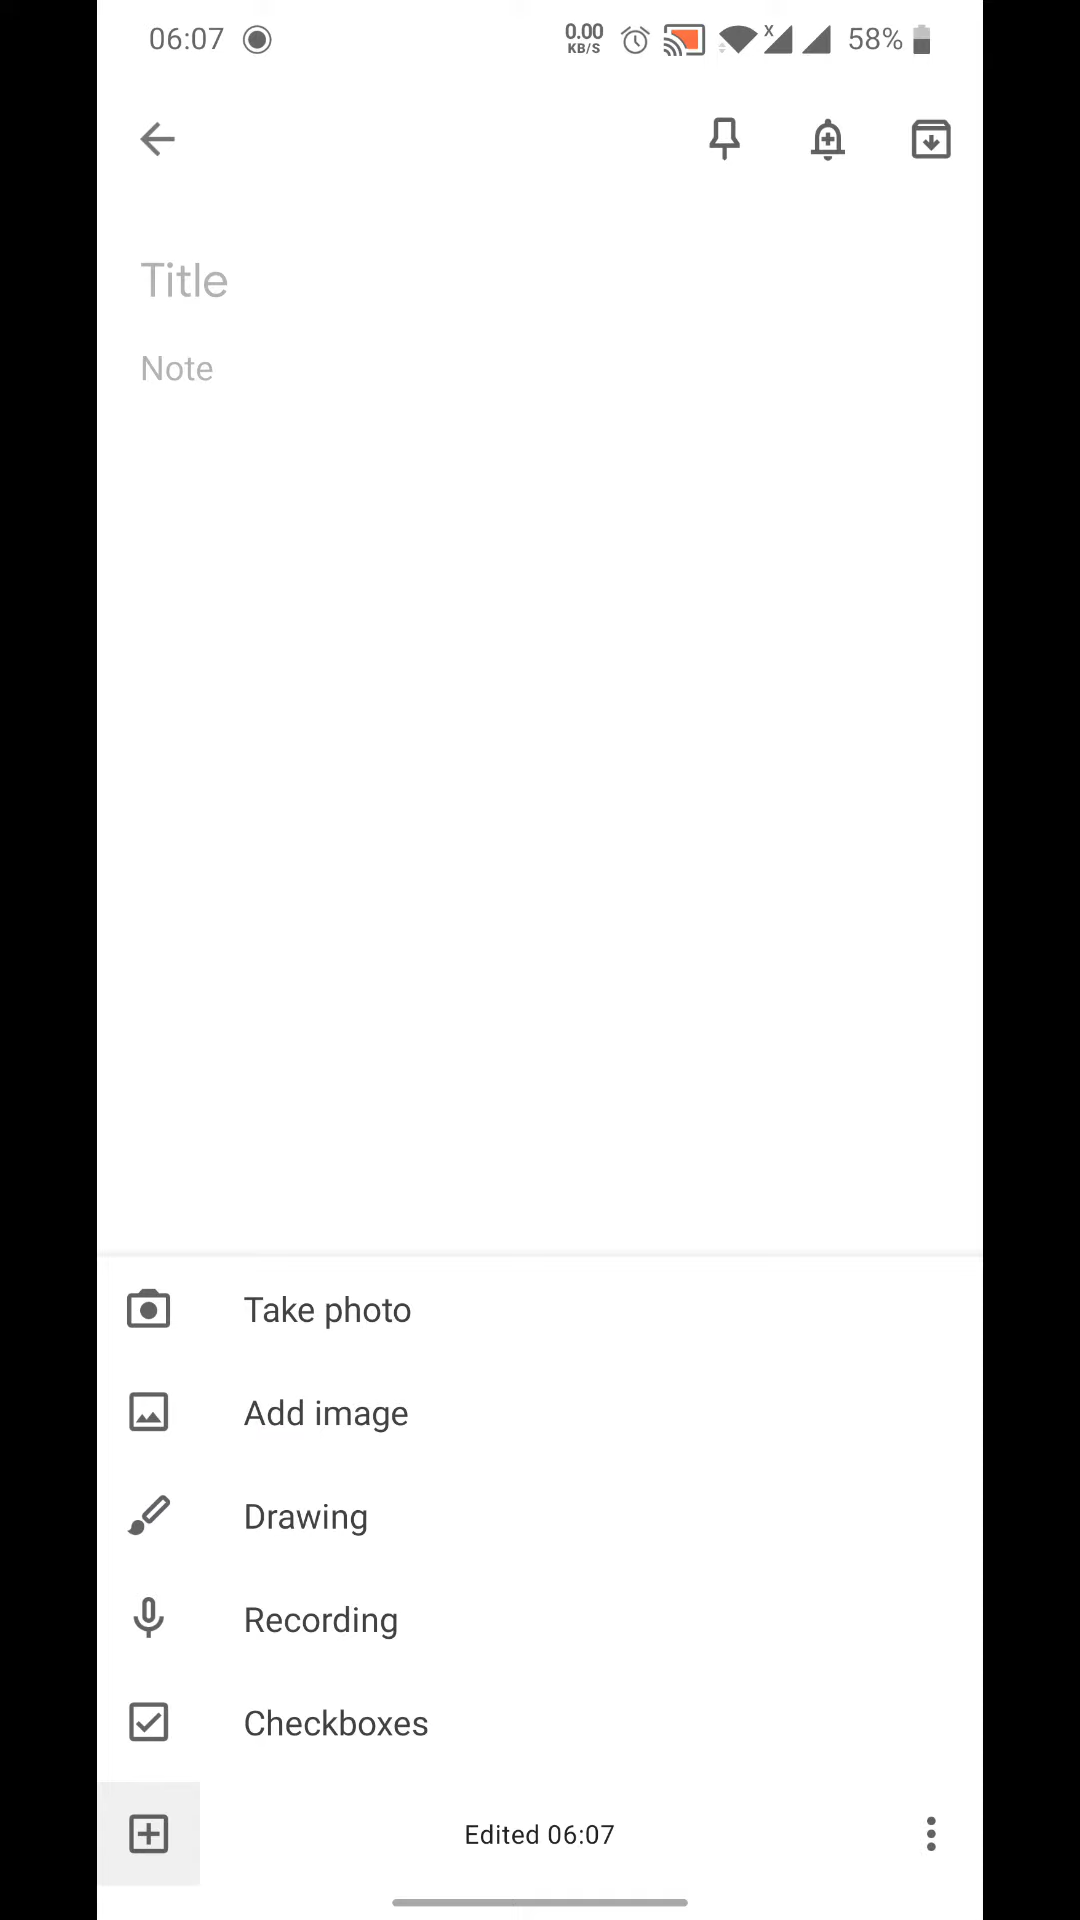 06:07
0.00
KB/S
X
58%
Title
Note
Take photo
Add image
Drawing
Recording
Checkboxes
Edited 06:07